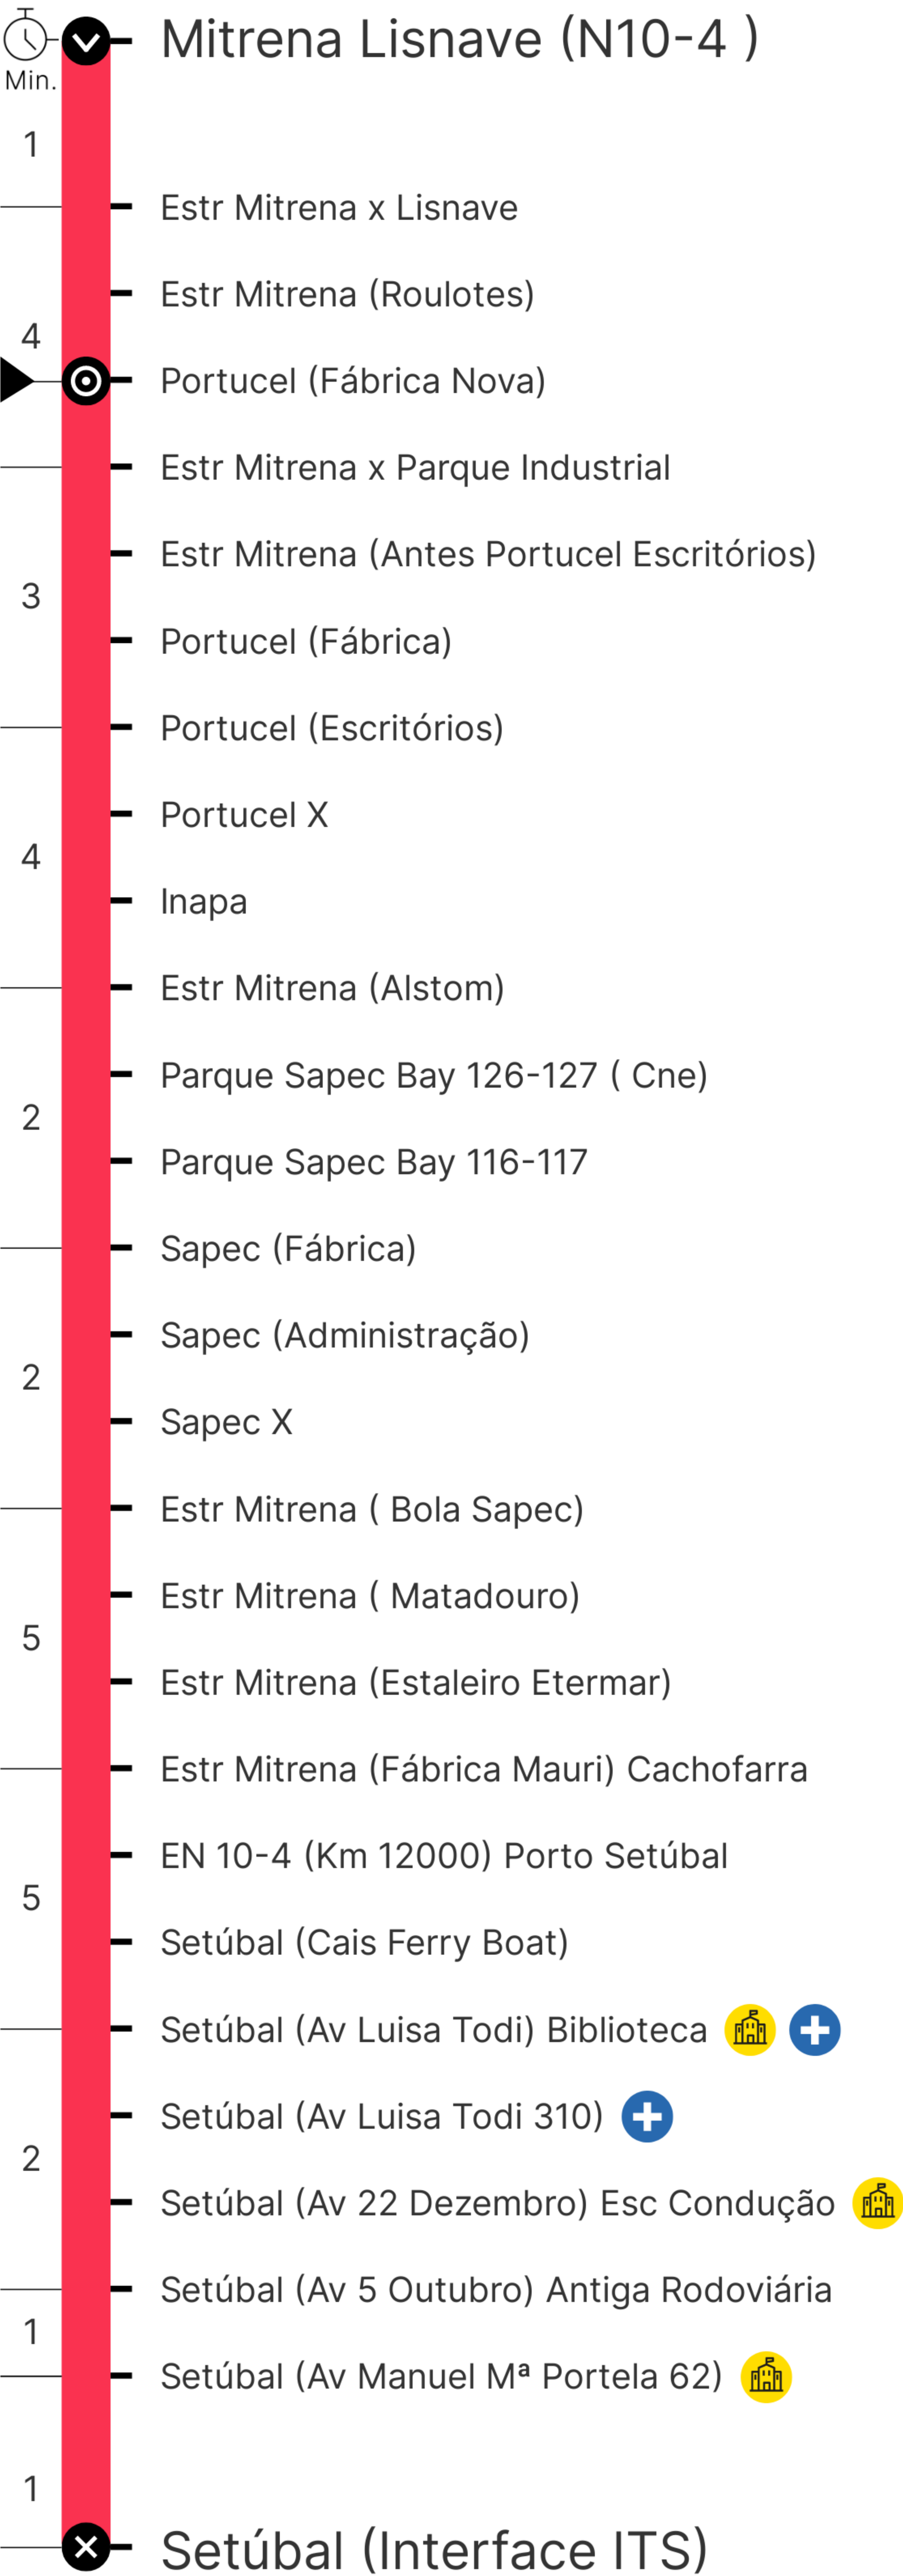 Mitrena Lisnave (N10-4 )
Min.
1
Estr Mitrena x Lisnave
Estr Mitrena (Roulotes)
4
Portucel (Fábrica Nova)
Estr Mitrena x Parque Industrial
Estr Mitrena (Antes Portucel Escritórios)
3
Portucel (Fábrica)
Portucel (Escritórios)
Portucel X
4
Inapa
Estr Mitrena (Alstom)
Parque Sapec Bay 126-127 ( Cne)
2
Parque Sapec Bay 116-117
Sapec (Fábrica)
Sapec (Administração)
2
Sapec X
Estr Mitrena ( Bola Sapec)
Estr Mitrena ( Matadouro)
5
Estr Mitrena (Estaleiro Etermar)
Estr Mitrena (Fábrica Mauri) Cachofarra
EN 10-4 (Km 12000) Porto Setúbal
5
Setúbal (Cais Ferry Boat)
Setúbal (Av Luisa Todi) Biblioteca
Setúbal (Av Luisa Todi 310)
2
Setúbal (Av 22 Dezembro) Esc Condução
Setúbal (Av 5 Outubro) Antiga Rodoviária
1
Setúbal (Av Manuel Mª Portela 62)
1
Setúbal (Interface ITS)